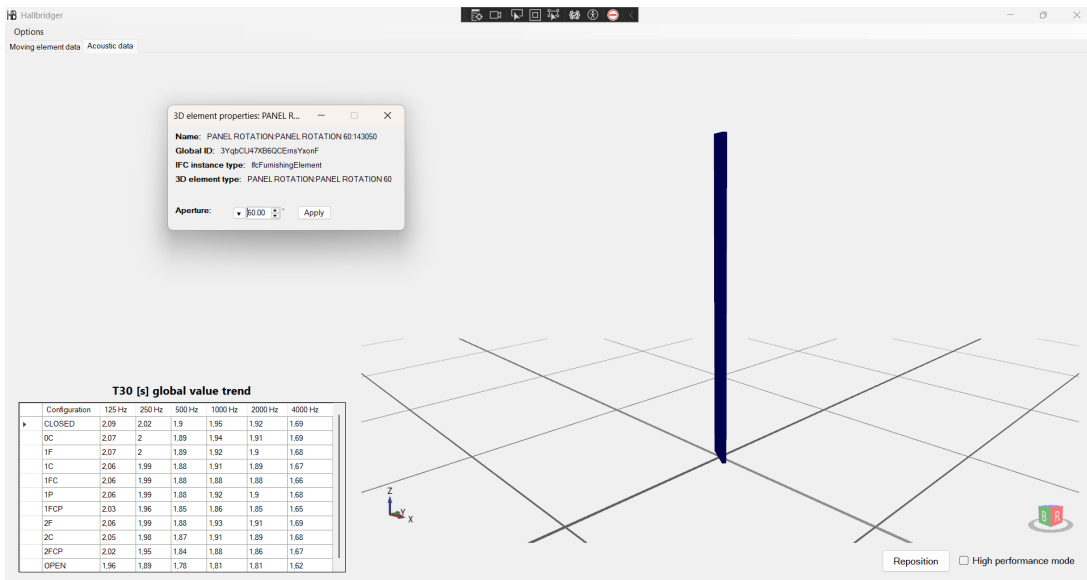 HB Hallbridger
Options
Moving element data Acoustic data
3D element properties: PANEL R...
Name: PANEL ROTATION:PANEL ROTATION 60:143050
Global ID: 3YqbCU47XB6QCErnsYxonF
IFC instance type: IfcFurnishingElement
3D element type: PANEL ROTATION:PANEL ROTATION 60
Aperture: 60.00 ° Apply
T30 [s] global value trend
Configuration 125 Hz 250 Hz 500 Hz 1000 Hz 2000 Hz 4000 Hz
CLOSED 2,09 2,02 1,9 1,95 1,92 1,69
0C 2,07 2 1,89 1,94 1,91 1,69
1F 2,07 2 1,89 1,92 1,9 1,68
1C 2,06 1,99 1,88 1,91 1,89 1,67
1FC 2,06 1,99 1,88 1,88 1,88 1,66
1P 2,06 1,99 1,88 1,92 1,9 1,68
1FCP 2,03 1,96 1,85 1,86 1,85 1,65
2F 2,06 1,99 1,88 1,93 1,91 1,69
2C 2,05 1,98 1,87 1,91 1,89 1,68
2FCP 2,02 1,95 1,84 1,88 1,86 1,67
OPEN 1,96 1,89 1,78 1,81 1,81 1,62
Z
Y
X
B R
Reposition High performance mode